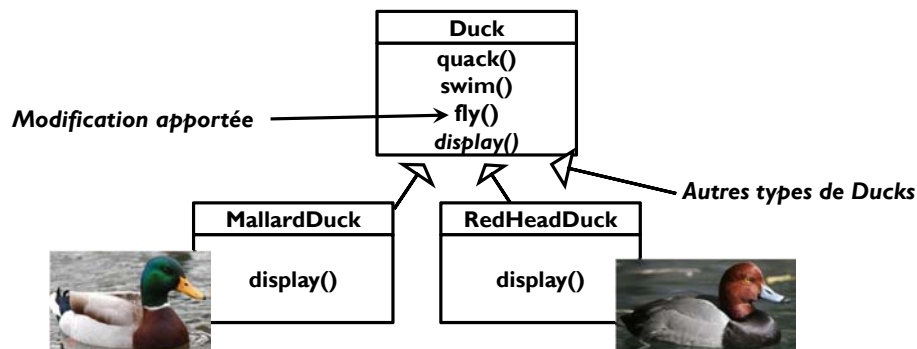 Duck
quack()
swim()
fly()
display()
Modification apportée
Autres types de Ducks
MallardDuck
display()
RedHeadDuck
display()